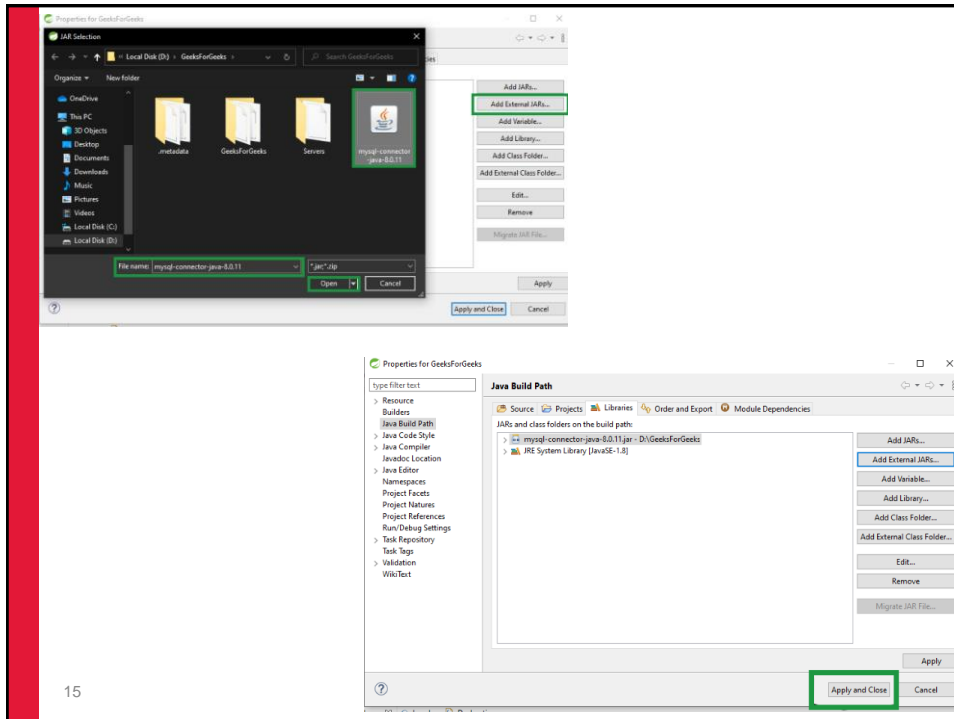 Properties for GeeksForGeeks
JAR Selection
« Local Disk (D:) › GeeksForGeeks ›
Search GeeksForGeeks
Organize
New folder
OneDrive
This PC
3D Objects
Desktop
Documents
Downloads
Music
Pictures
Videos
Local Disk (C:)
Local Disk (D:)
.metadata
GeeksForGeeks
Servers
mysql-connector
-java-8.0.11
File name: mysql-connector-java-8.0.11
*.jar;*.zip
Open
Cancel
ies
Add JARs...
Add External JARs...
Add Variable...
Add Library...
Add Class Folder...
Add External Class Folder...
Edit...
Remove
Migrate JAR File...
Apply
Apply and Close
Cancel
Properties for GeeksForGeeks
type filter text
Resource
Builders
Java Build Path
Java Code Style
Java Compiler
Javadoc Location
Java Editor
Namespaces
Project Facets
Project Natures
Project References
Run/Debug Settings
Task Repository
Task Tags
Validation
WikiText
Java Build Path
Source Projects Libraries Order and Export Module Dependencies
JARs and class folders on the build path:
mysql-connector-java-8.0.11.jar - D:\GeeksForGeeks
JRE System Library [JavaSE-1.8]
Add JARs...
Add External JARs...
Add Variable...
Add Library...
Add Class Folder...
Add External Class Folder...
Edit...
Remove
Migrate JAR File...
Apply
Apply and Close
Cancel
15